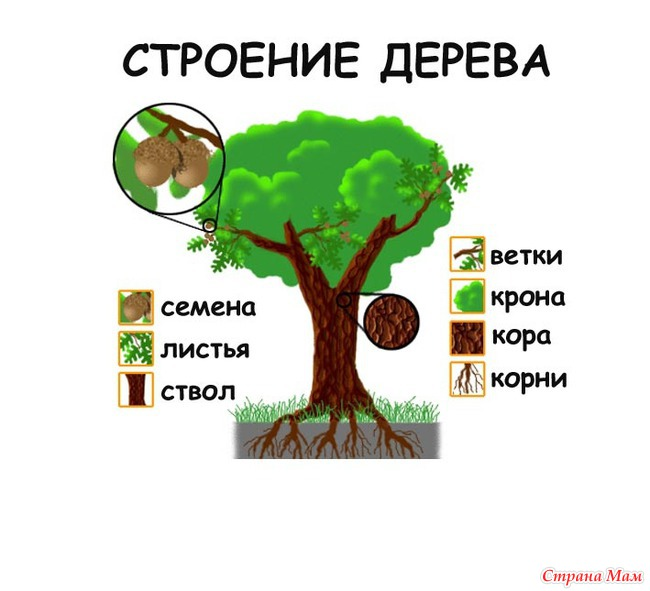 СТРОЕНИЕ ДЕРЕВА
семена
листья
ствол
ветки
крона
кора
корни
Страна Мам